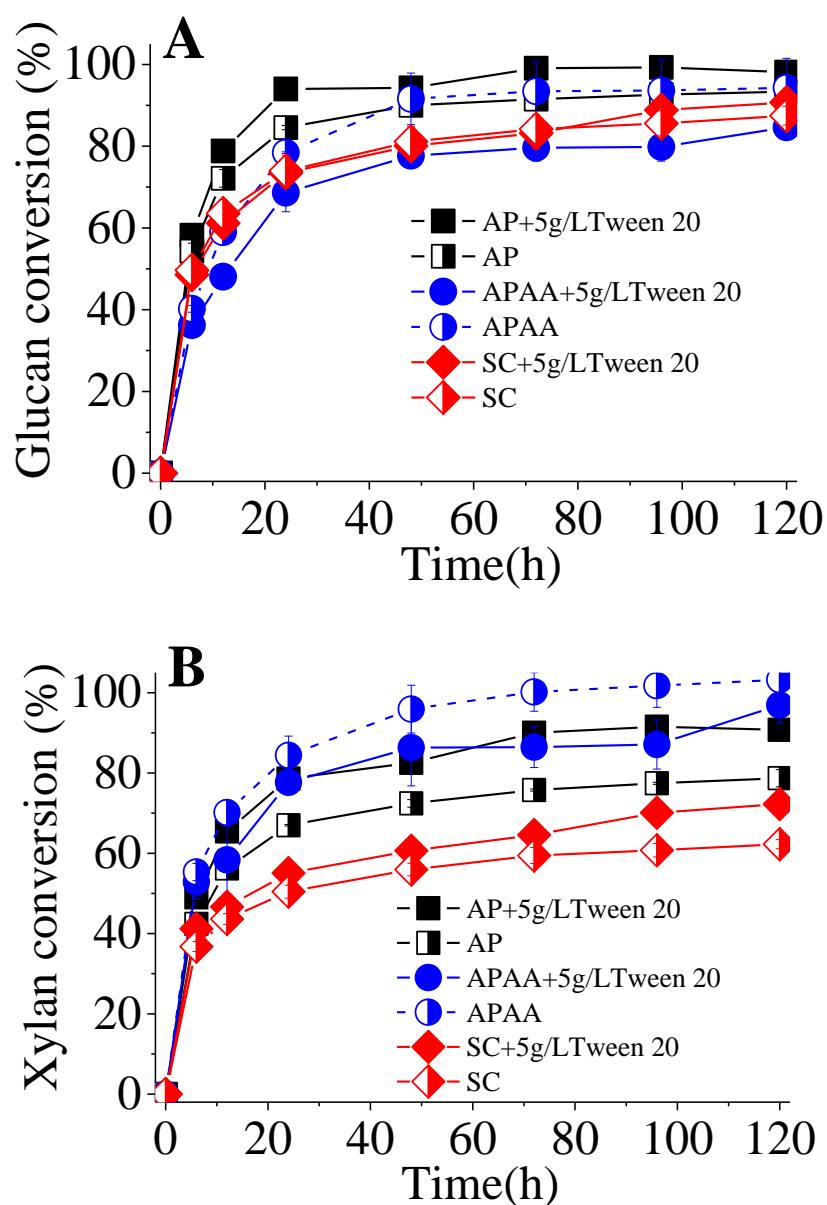 A
Glucan conversion (%)
100
80
60
40
20
0
AP+5g/LTween 20
AP
APAA+5g/LTween 20
APAA
SC+5g/LTween 20
SC
0 20 40 60 80 100 120
Time(h)
B
Xylan conversion (%)
100
80
60
40
20
0
AP+5g/LTween 20
AP
APAA+5g/LTween 20
APAA
SC+5g/LTween 20
SC
0 20 40 60 80 100 120
Time(h)